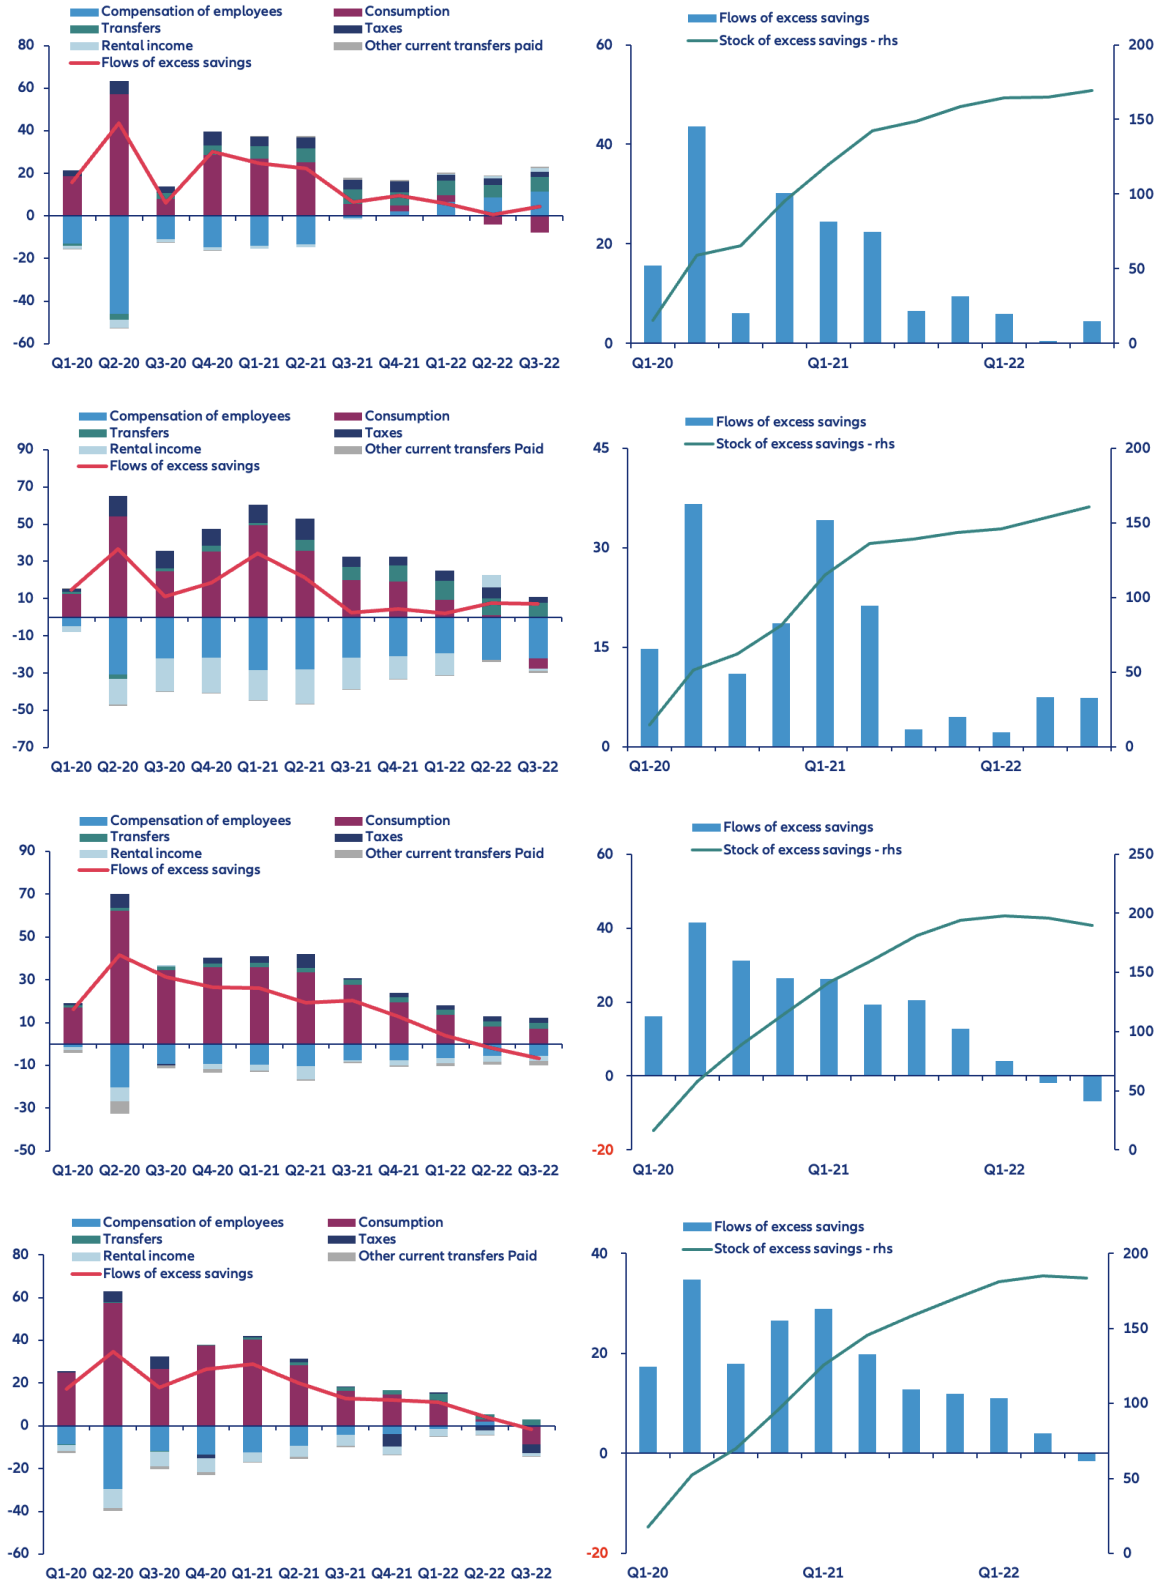 Compensation of employees Consumption
Transfers Taxes
Rental income Other current transfers paid
Flows of excess savings
80
60
40
20
0
-20
-40
-60
Q1-20 Q2-20 Q3-20 Q4-20 Q1-21 Q2-21 Q3-21 Q4-21 Q1-22 Q2-22 Q3-22
Flows of excess savings
Stock of excess savings - rhs
60
40
20
0
200
150
100
50
0
Q1-20 Q1-21 Q1-22
Compensation of employees Consumption
Transfers Taxes
Rental income Other current transfers Paid
Flows of excess savings
90
70
50
30
10
-10
-30
-50
-70
Q1-20 Q2-20 Q3-20 Q4-20 Q1-21 Q2-21 Q3-21 Q4-21 Q1-22 Q2-22 Q3-22
Flows of excess savings
Stock of excess savings - rhs
45
30
15
0
200
150
100
50
0
Q1-20 Q1-21 Q1-22
Compensation of employees Consumption
Transfers Taxes
Rental income Other current transfers Paid
Flows of excess savings
90
70
50
30
10
-10
-30
-50
Q1-20 Q2-20 Q3-20 Q4-20 Q1-21 Q2-21 Q3-21 Q4-21 Q1-22 Q2-22 Q3-22
Flows of excess savings
Stock of excess savings - rhs
60
40
20
0
-20
250
200
150
100
50
0
Q1-20 Q1-21 Q1-22
Compensation of employees Consumption
Transfers Taxes
Rental income Other current transfers Paid
Flows of excess savings
80
60
40
20
0
-20
-40
-60
Q1-20 Q2-20 Q3-20 Q4-20 Q1-21 Q2-21 Q3-21 Q4-21 Q1-22 Q2-22 Q3-22
Flows of excess savings
Stock of excess savings - rhs
40
20
0
-20
200
150
100
50
0
Q1-20 Q1-21 Q1-22